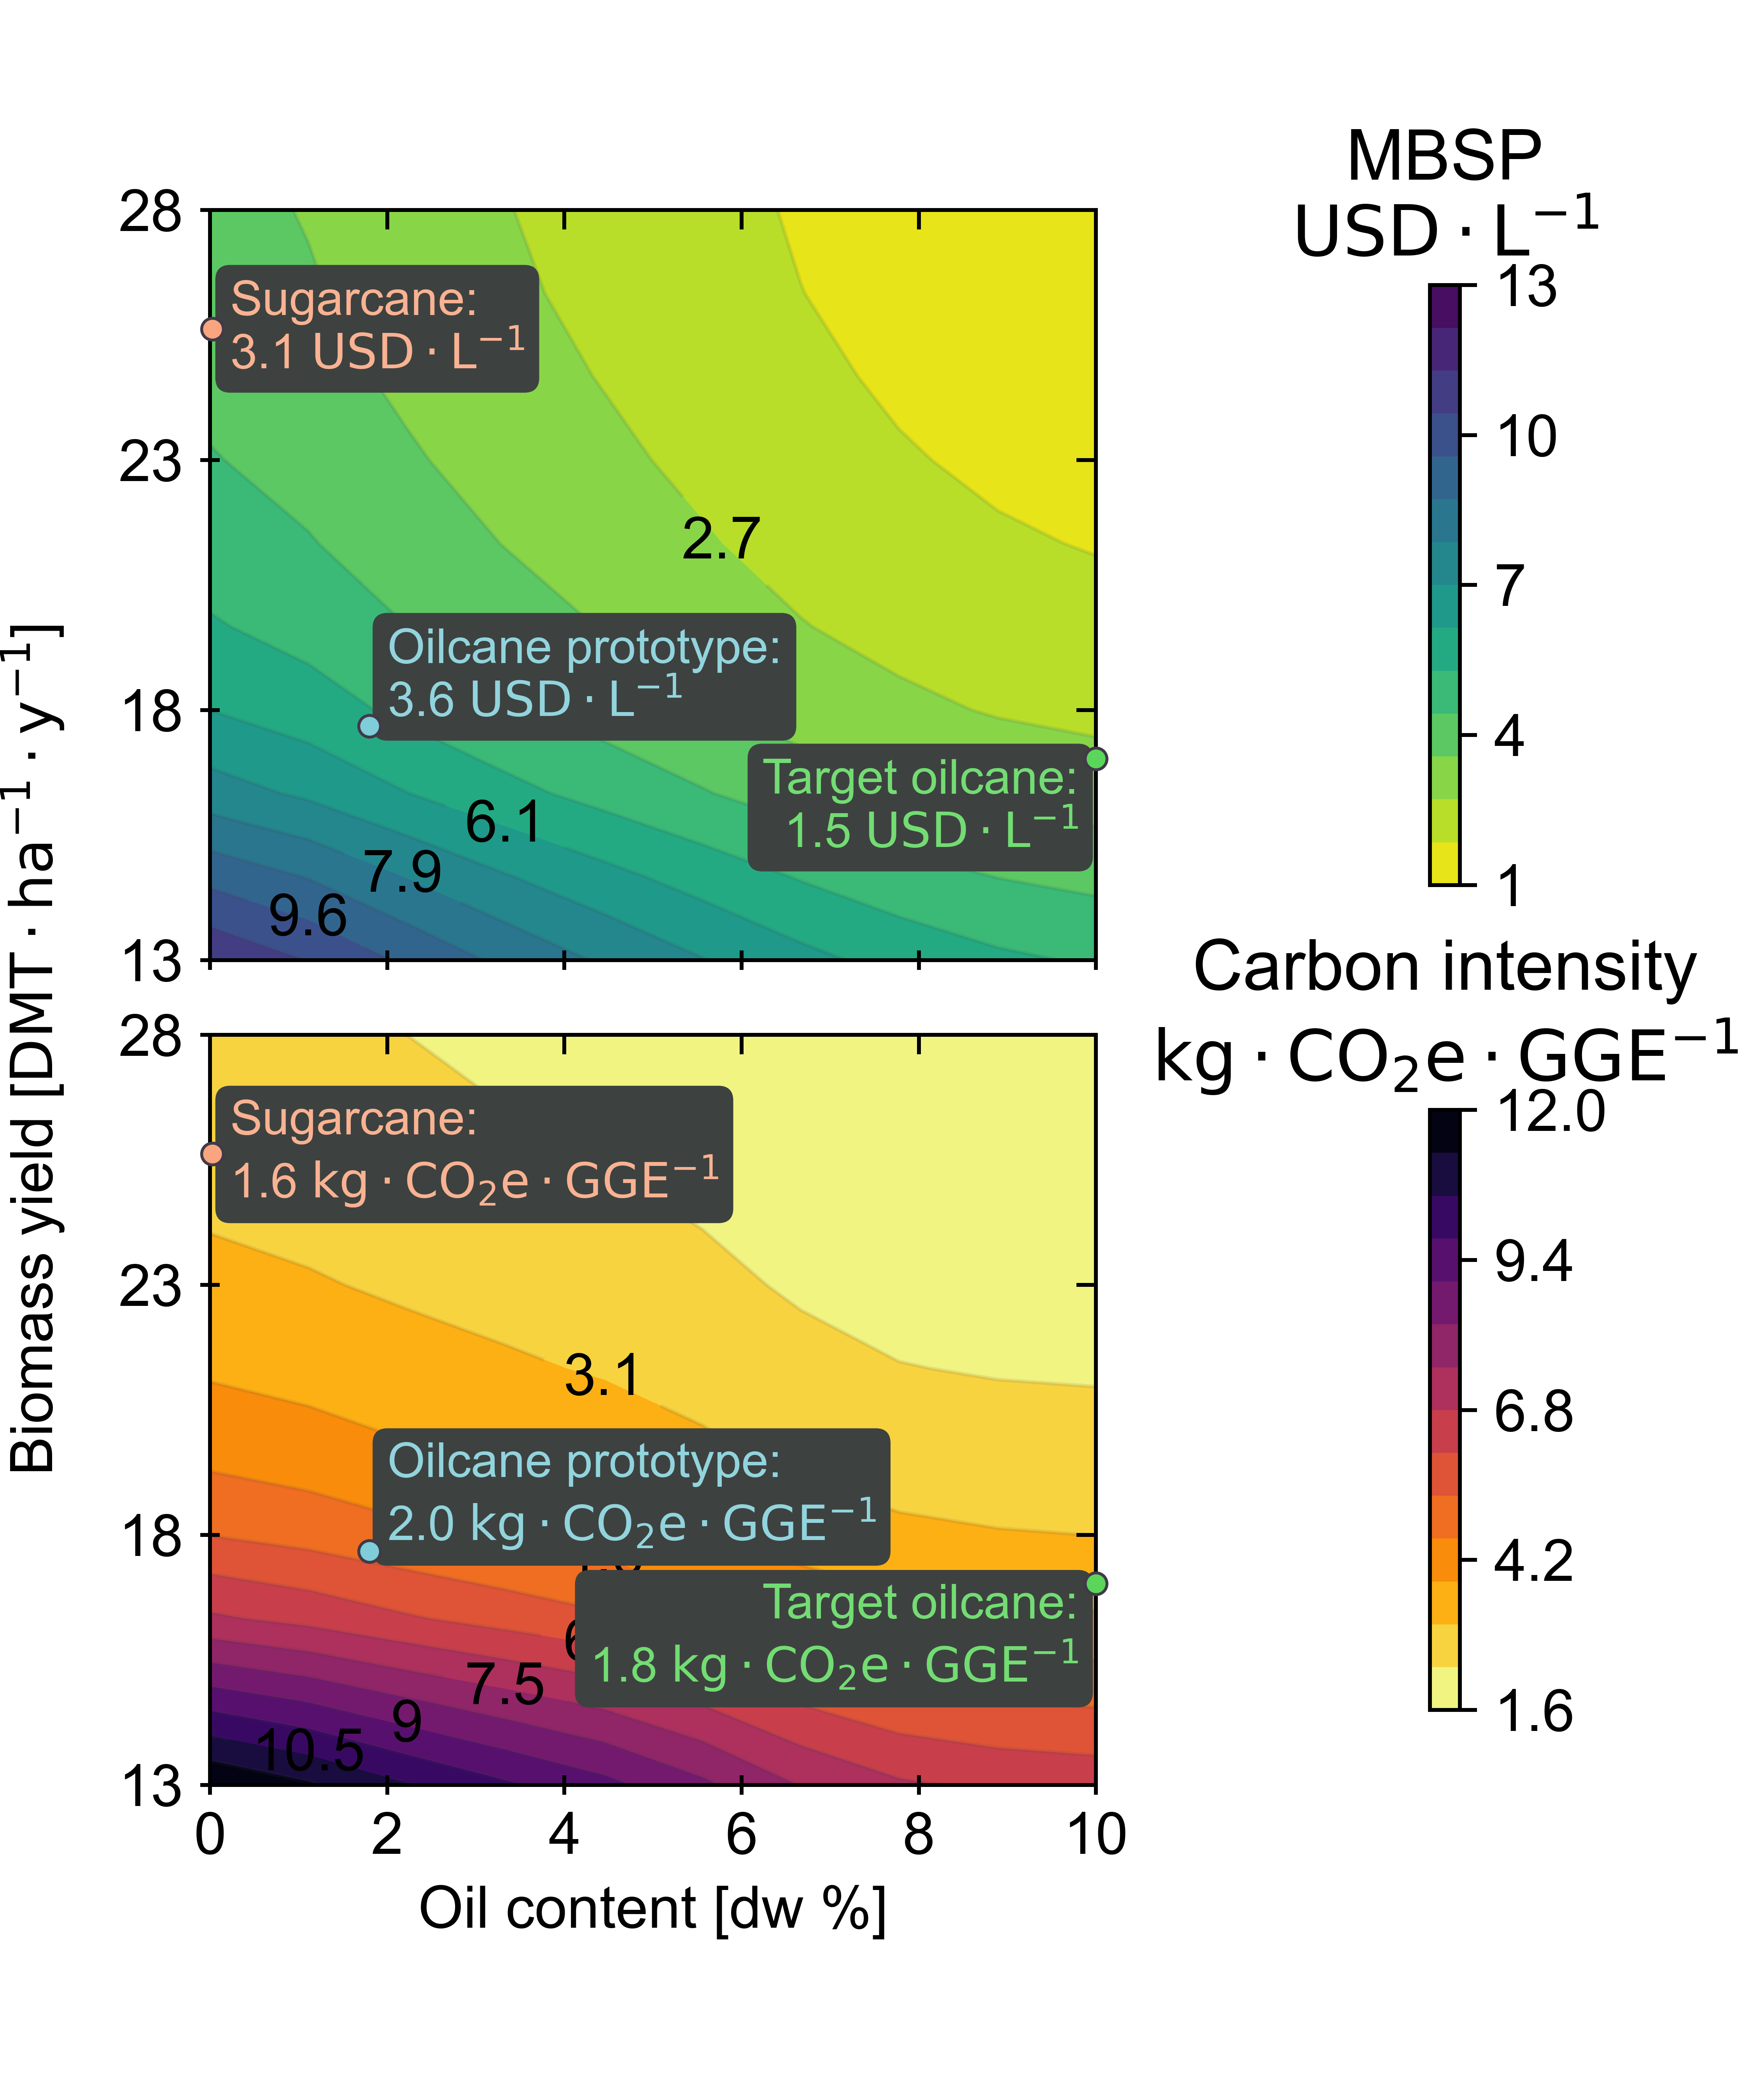 MBSP
USD · L⁻¹
28
23
18
13
Sugarcane:
3.1 USD · L⁻¹
2.7
Oilcane prototype:
3.6 USD · L⁻¹
Target oilcane:
1.5 USD · L⁻¹
6.1
7.9
9.6
13
10
7
4
1
Biomass yield [DMT · ha⁻¹ · y⁻¹]
Carbon intensity
kg · CO₂e · GGE⁻¹
28
23
18
13
Sugarcane:
1.6 kg · CO₂e · GGE⁻¹
3.1
Oilcane prototype:
2.0 kg · CO₂e · GGE⁻¹
Target oilcane:
1.8 kg · CO₂e · GGE⁻¹
7.5
9
10.5
12.0
9.4
6.8
4.2
1.6
0 2 4 6 8 10
Oil content [dw %]